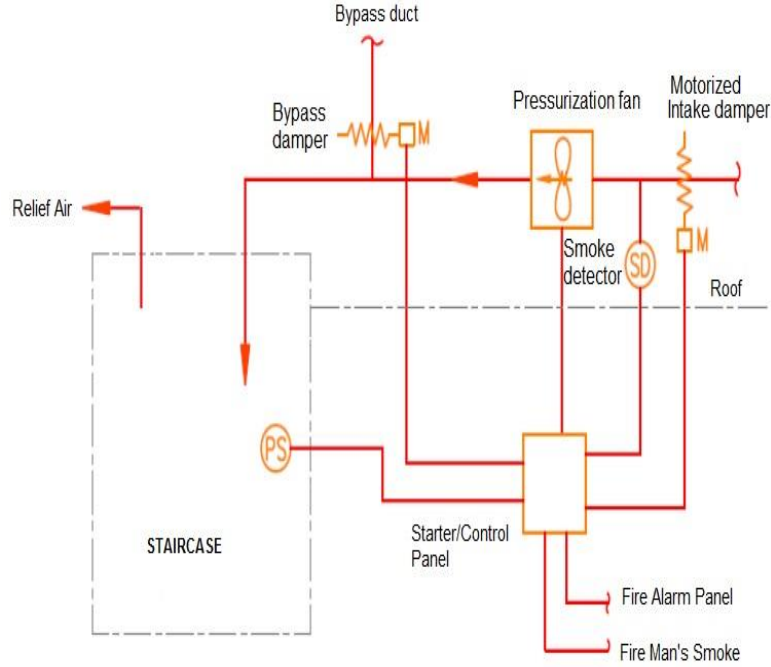 Bypass duct
Motorized
Intake damper
Pressurization fan
Bypass
damper
M
Relief Air
Smoke
detector
SD
M
Roof
PS
STAIRCASE
Starter/Control
Panel
Fire Alarm Panel
Fire Man's Smoke